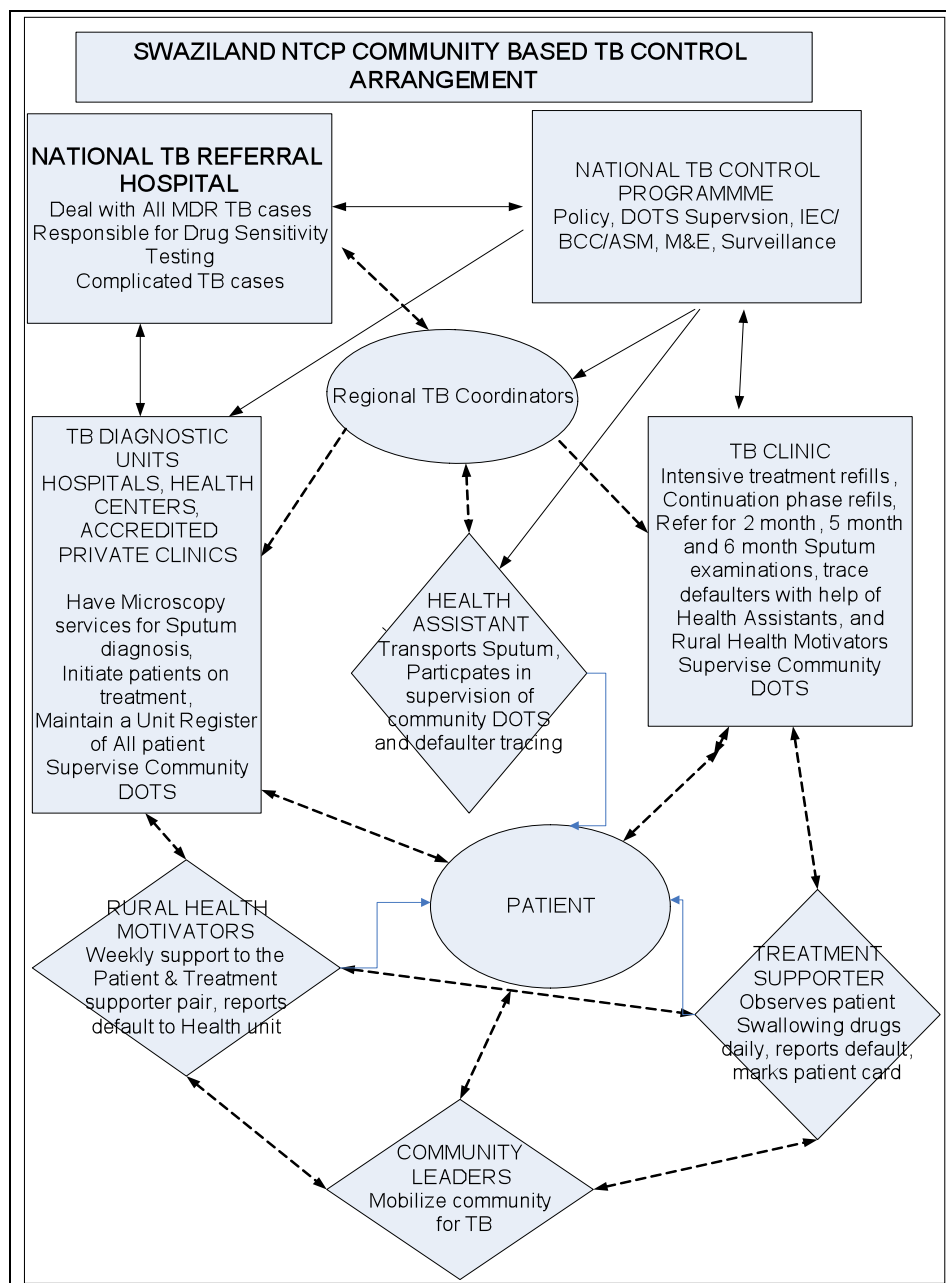 SWAZILAND NTCP COMMUNITY BASED TB CONTROL
ARRANGEMENT
NATIONAL TB REFERRAL
HOSPITAL
Deal with All MDR TB cases
Responsible for Drug Sensitivity
Testing
Complicated TB cases
NATIONAL TB CONTROL
PROGRAMMME
Policy, DOTS Supervsion, IEC/
BCC/ASM, M&E, Surveillance
Regional TB Coordinators
TB DIAGNOSTIC
UNITS
HOSPITALS, HEALTH
CENTERS,
ACCREDITED
PRIVATE CLINICS
Have Microscopy
services for Sputum
diagnosis,
Initiate patients on
treatment,
Maintain a Unit Register
of All patient
Supervise Community
DOTS
HEALTH
ASSISTANT
Transports Sputum,
Particpates in
supervision of
community DOTS
and defaulter tracing
TB CLINIC
Intensive treatment refills,
Continuation phase refils,
Refer for 2 month, 5 month
and 6 month Sputum
examinations, trace
defaulters with help of
Health Assistants, and
Rural Health Motivators
Supervise Community
DOTS
PATIENT
RURAL HEALTH
MOTIVATORS
Weekly support to the
Patient & Treatment
supporter pair, reports
default to Health unit
TREATMENT
SUPPORTER
Observes patient
Swallowing drugs
daily, reports default,
marks patient card
COMMUNITY
LEADERS
Mobilize community
for TB